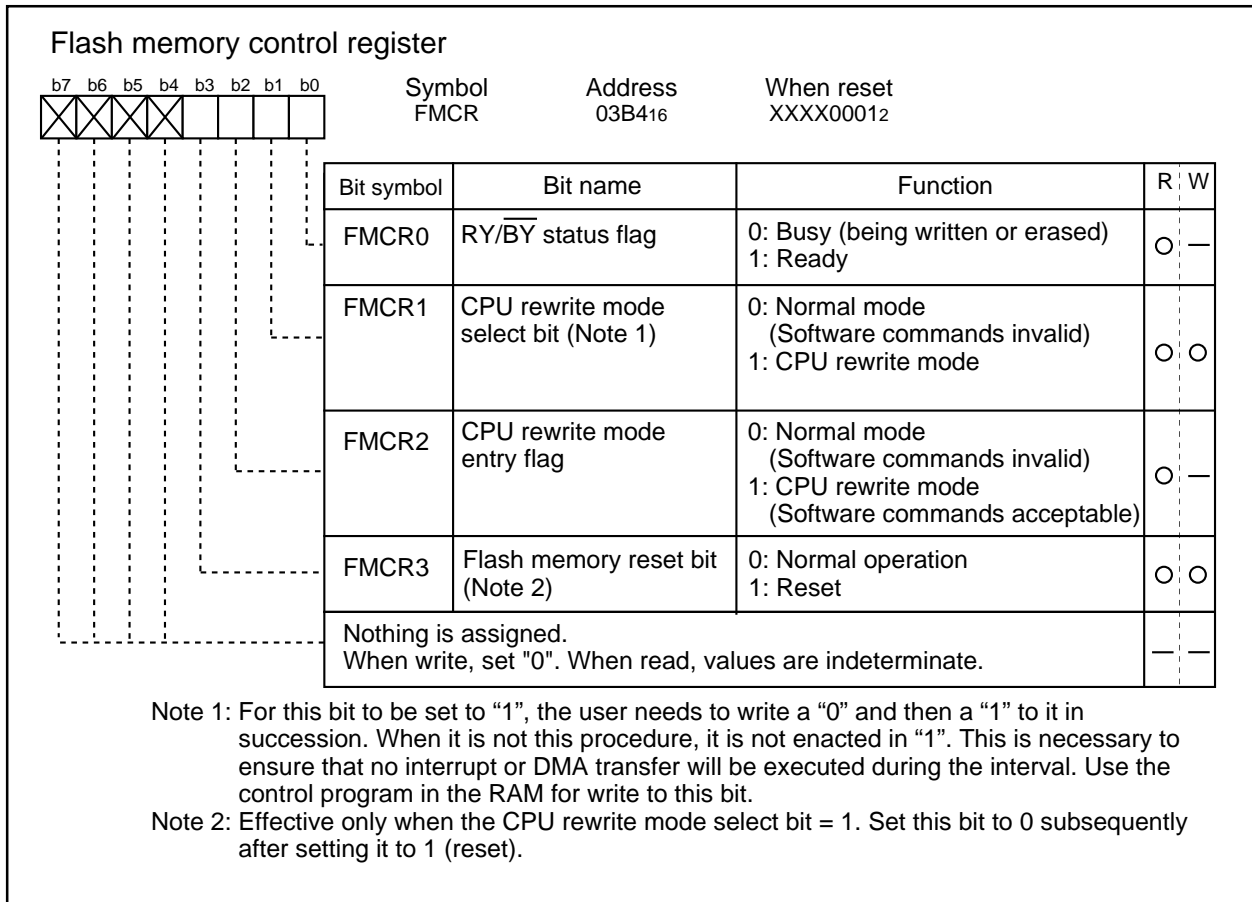 Flash memory control register
b7 b6 b5 b4 b3 b2 b1 b0
Symbol Address When reset
FMCR 03B416 XXXX00012
Bit symbol Bit name Function R W
FMCR0 RY/BY status flag 0: Busy (being written or erased)
1: Ready
FMCR1 CPU rewrite mode 0: Normal mode
select bit (Note 1) (Software commands invalid)
1: CPU rewrite mode
FMCR2 CPU rewrite mode 0: Normal mode
entry flag (Software commands invalid)
1: CPU rewrite mode
(Software commands acceptable)
FMCR3 Flash memory reset bit 0: Normal operation
(Note 2) 1: Reset
Nothing is assigned.
When write, set "0". When read, values are indeterminate.
Note 1: For this bit to be set to “1”, the user needs to write a “0” and then a “1” to it in
succession. When it is not this procedure, it is not enacted in “1”. This is necessary to
ensure that no interrupt or DMA transfer will be executed during the interval. Use the
control program in the RAM for write to this bit.
Note 2: Effective only when the CPU rewrite mode select bit = 1. Set this bit to 0 subsequently
after setting it to 1 (reset).